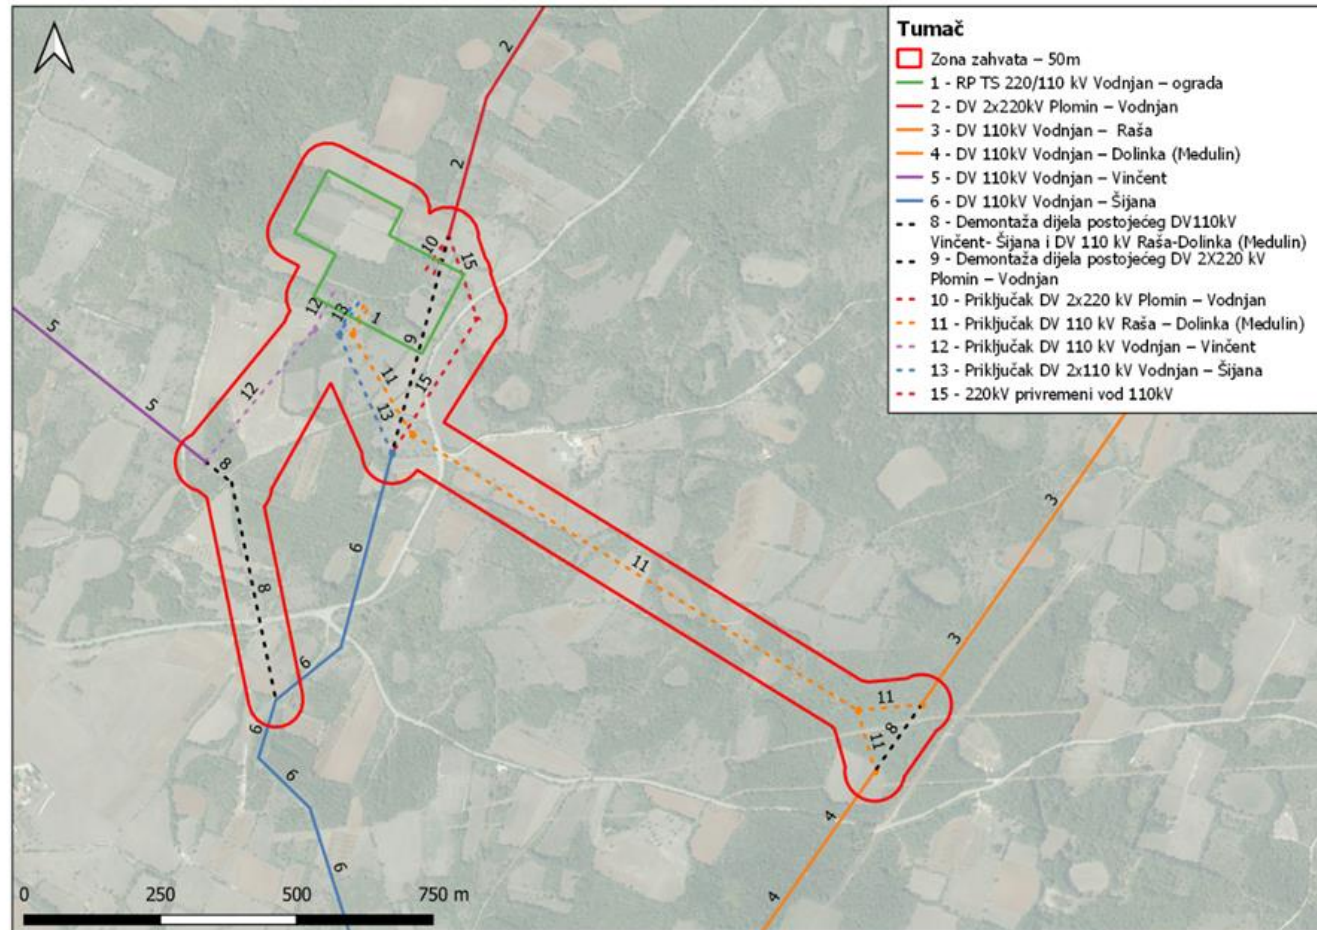 Tumač
Zona zahvata – 50m
1 - RP TS 220/110 kV Vodnjan – ograda
2 - DV 2x220kV Plomin – Vodnjan
3 - DV 110kV Vodnjan – Raša
4 - DV 110kV Vodnjan – Dolinka (Medulin)
5 - DV 110kV Vodnjan – Vinčent
6 - DV 110kV Vodnjan – Šijana
8 - Demontaža dijela postojećeg DV110kV
Vinčent- Šijana i DV 110 kV Raša-Dolinka (Medulin)
9 - Demontaža dijela postojećeg DV 2X220 kV
Plomin – Vodnjan
10 - Priključak DV 2x220 kV Plomin – Vodnjan
11 - Priključak DV 110 kV Raša – Dolinka (Medulin)
12 - Priključak DV 110 kV Vodnjan – Vinčent
13 - Priključak DV 2x110 kV Vodnjan – Šijana
15 - 220kV privremeni vod 110kV
2
2
10
15
12
13
1
9
5
11
15
12
5
13
8
3
6
11
8
3
6
11
8
11
6
6
4
6
4
0 250 500 750 m